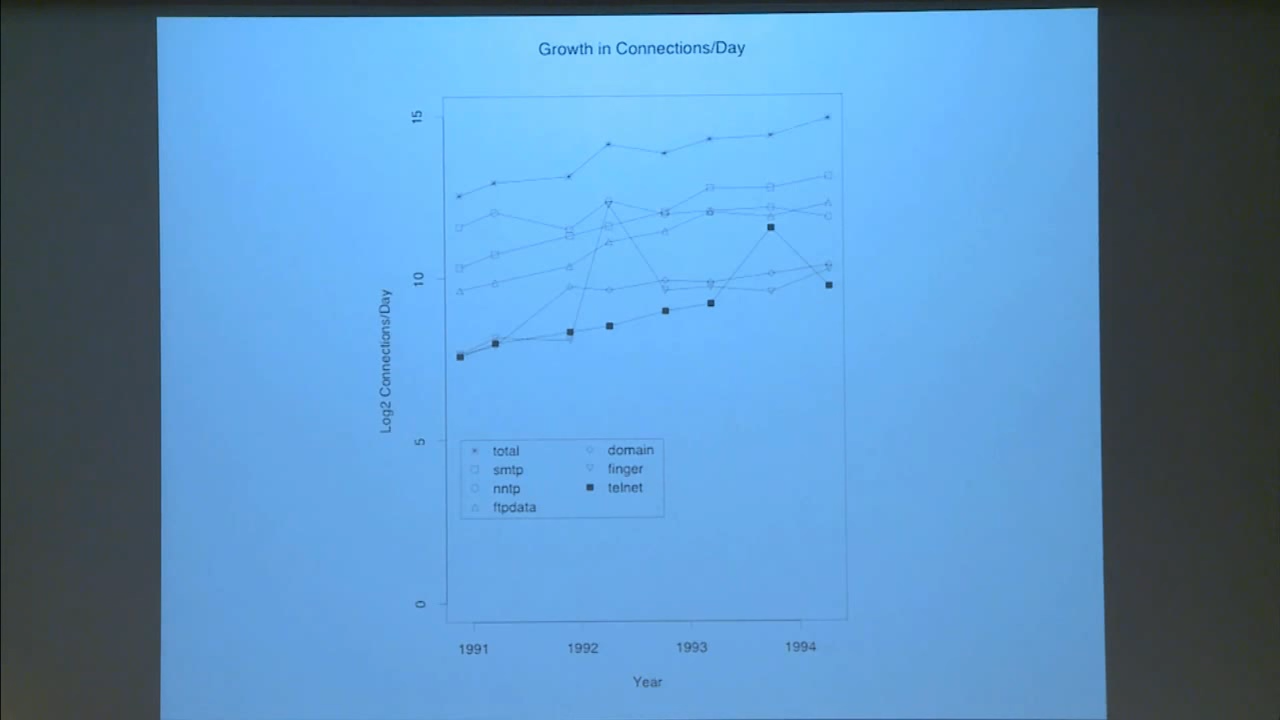 Growth in Connections/Day
15
10
5
0
Log2 Connections/Day
total
smtp
nntp
ftpdata
domain
finger
telnet
1991
1992
1993
1994
Year